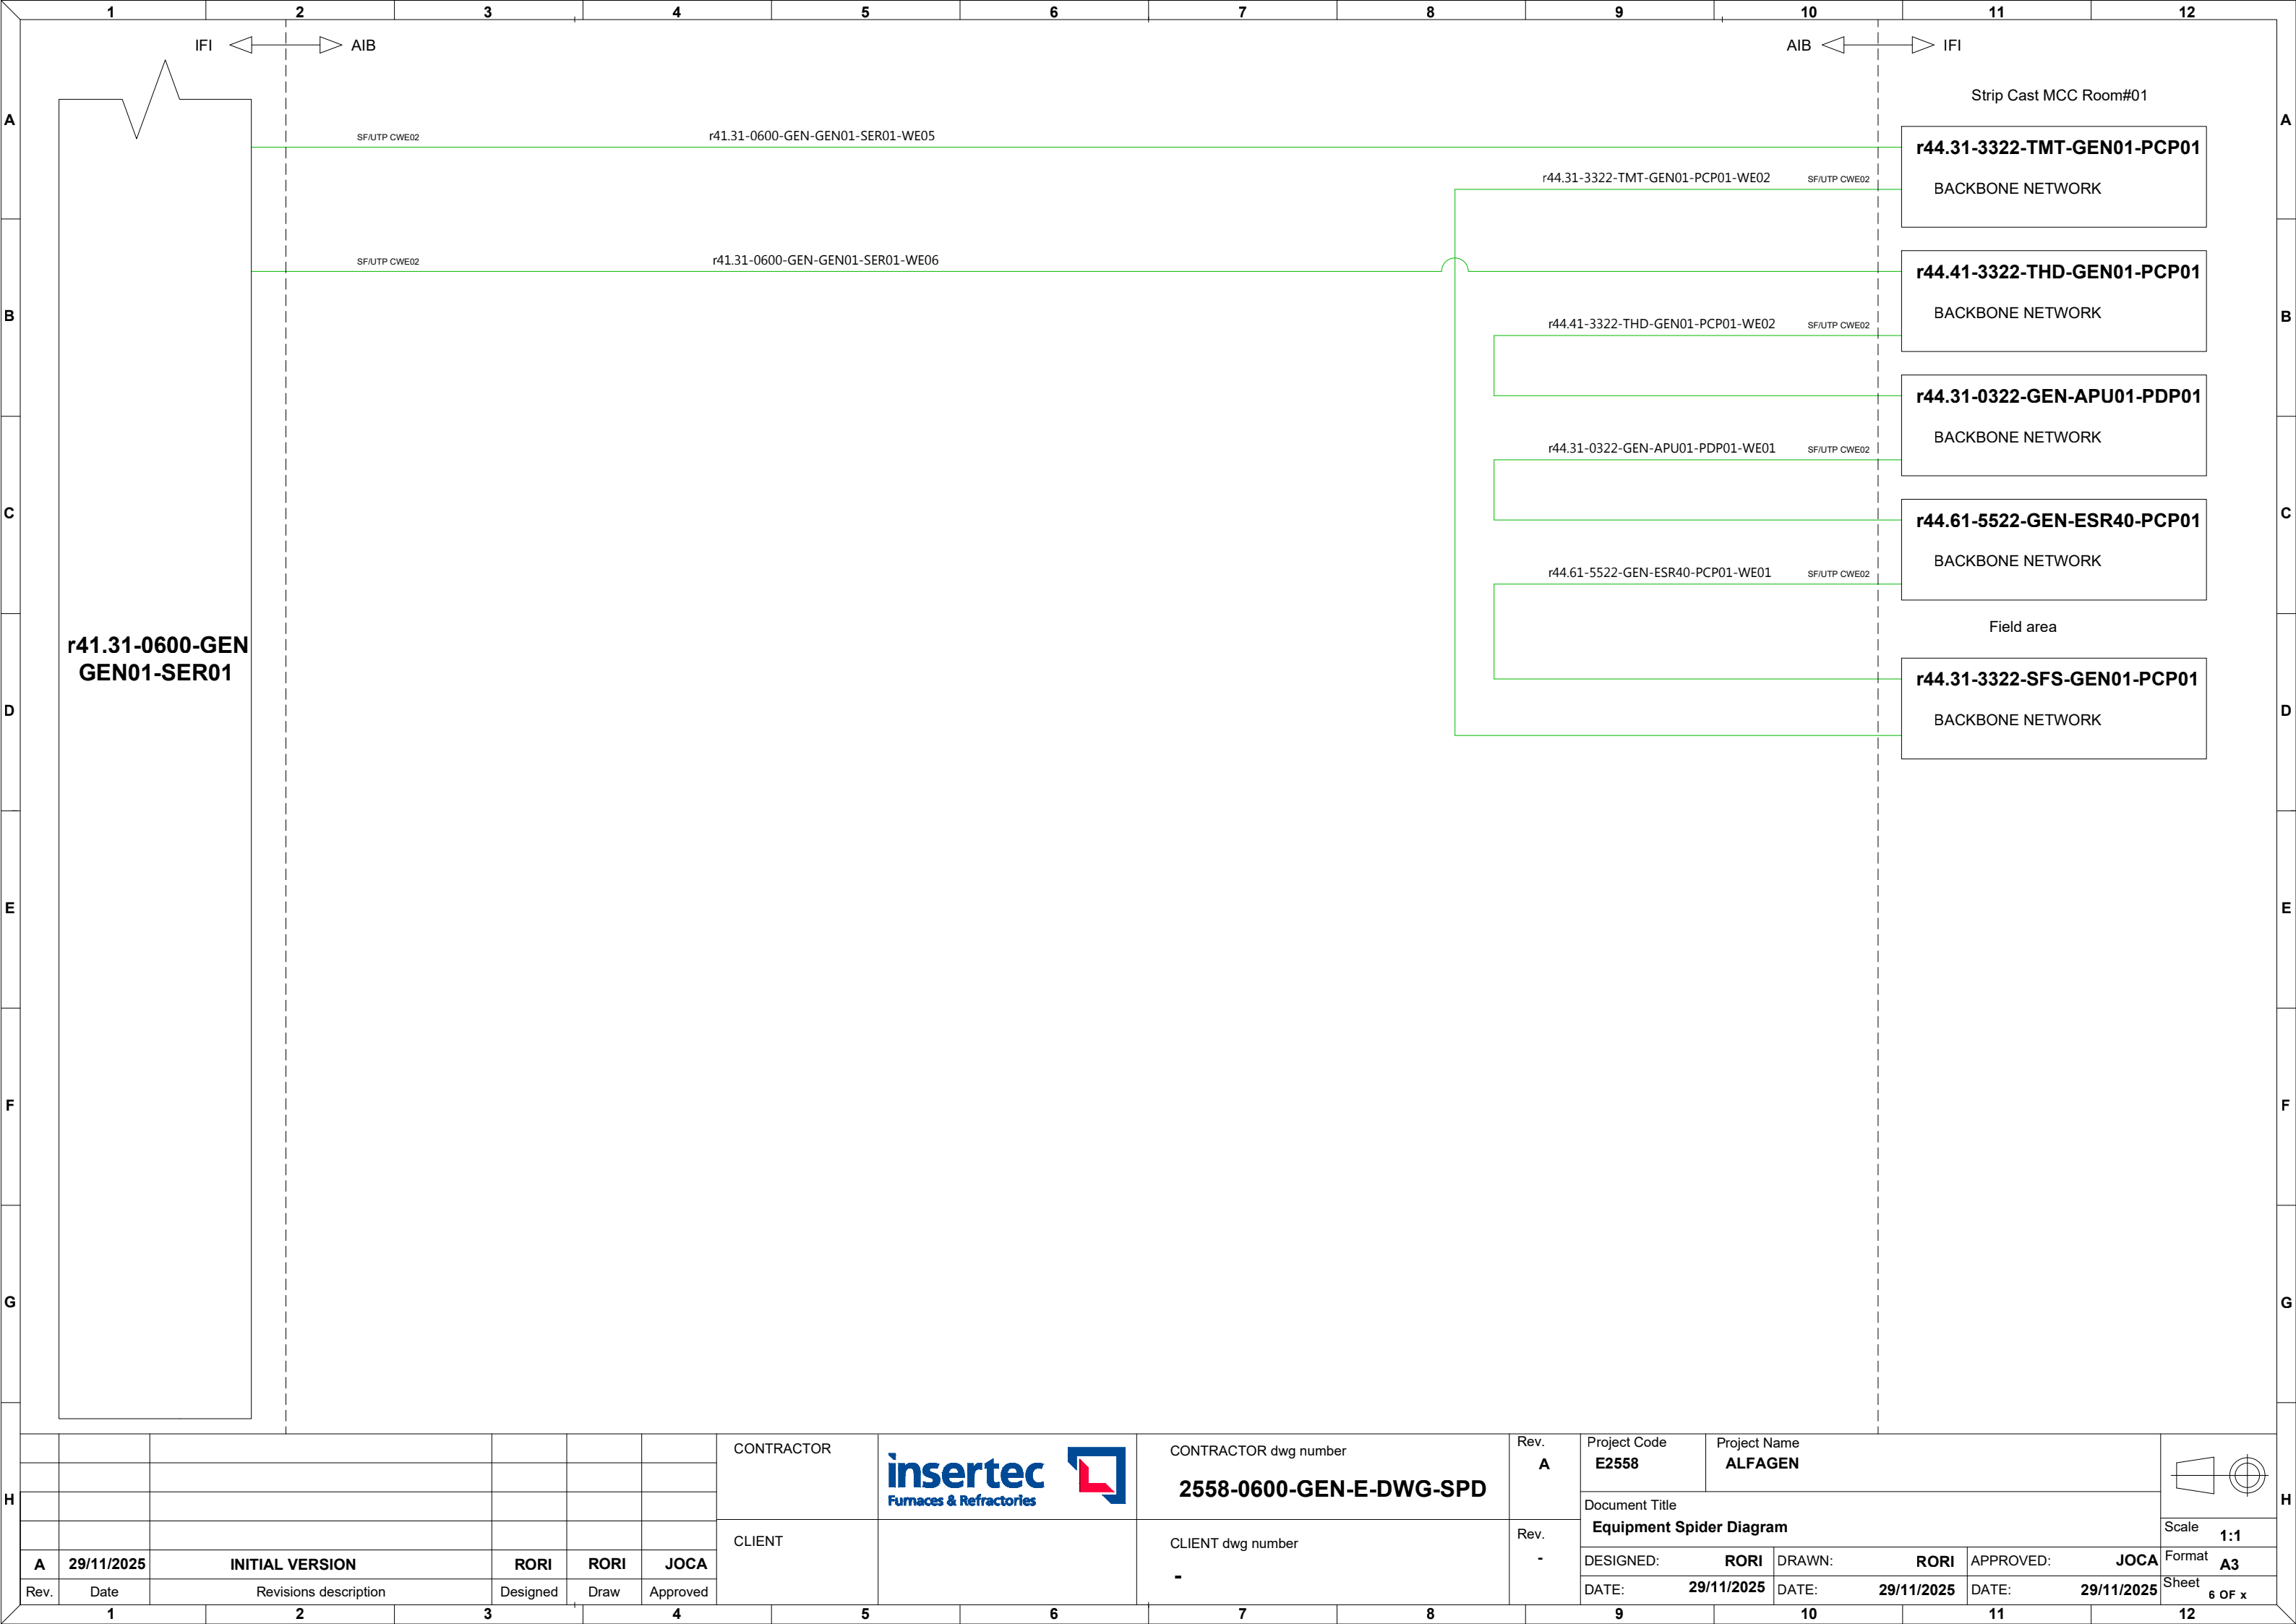 1 2 3 4 5 6 7 8 9 10 11 12
IFI AIB
AIB IFI
Strip Cast MCC Room#01
A A
SF/UTP CWE02
r41.31-0600-GEN-GEN01-SER01-WE05
r44.31-3322-TMT-GEN01-PCP01
r44.31-3322-TMT-GEN01-PCP01-WE02
SF/UTP CWE02
BACKBONE NETWORK
SF/UTP CWE02
r41.31-0600-GEN-GEN01-SER01-WE06
r44.41-3322-THD-GEN01-PCP01
BACKBONE NETWORK
B B
r44.41-3322-THD-GEN01-PCP01-WE02
SF/UTP CWE02
r44.31-0322-GEN-APU01-PDP01
BACKBONE NETWORK
r44.31-0322-GEN-APU01-PDP01-WE01
SF/UTP CWE02
C C
r44.61-5522-GEN-ESR40-PCP01
BACKBONE NETWORK
r44.61-5522-GEN-ESR40-PCP01-WE01
SF/UTP CWE02
Field area
r41.31-0600-GEN
GEN01-SER01
r44.31-3322-SFS-GEN01-PCP01
D D
BACKBONE NETWORK
E E
F F
G G
H H
CONTRACTOR
insertec
Furnaces & Refractories
CONTRACTOR dwg number
2558-0600-GEN-E-DWG-SPD
Rev.
A
Project Code
E2558
Project Name
ALFAGEN
Document Title
Equipment Spider Diagram
CLIENT
CLIENT dwg number
-
Rev.
-
Scale
1:1
Format
A3
Sheet
6 OF x
DESIGNED: RORI DRAWN: RORI APPROVED: JOCA
DATE: 29/11/2025 DATE: 29/11/2025 DATE: 29/11/2025
A 29/11/2025 INITIAL VERSION RORI RORI JOCA
Rev. Date Revisions description Designed Draw Approved
1 2 3 4 5 6 7 8 9 10 11 12